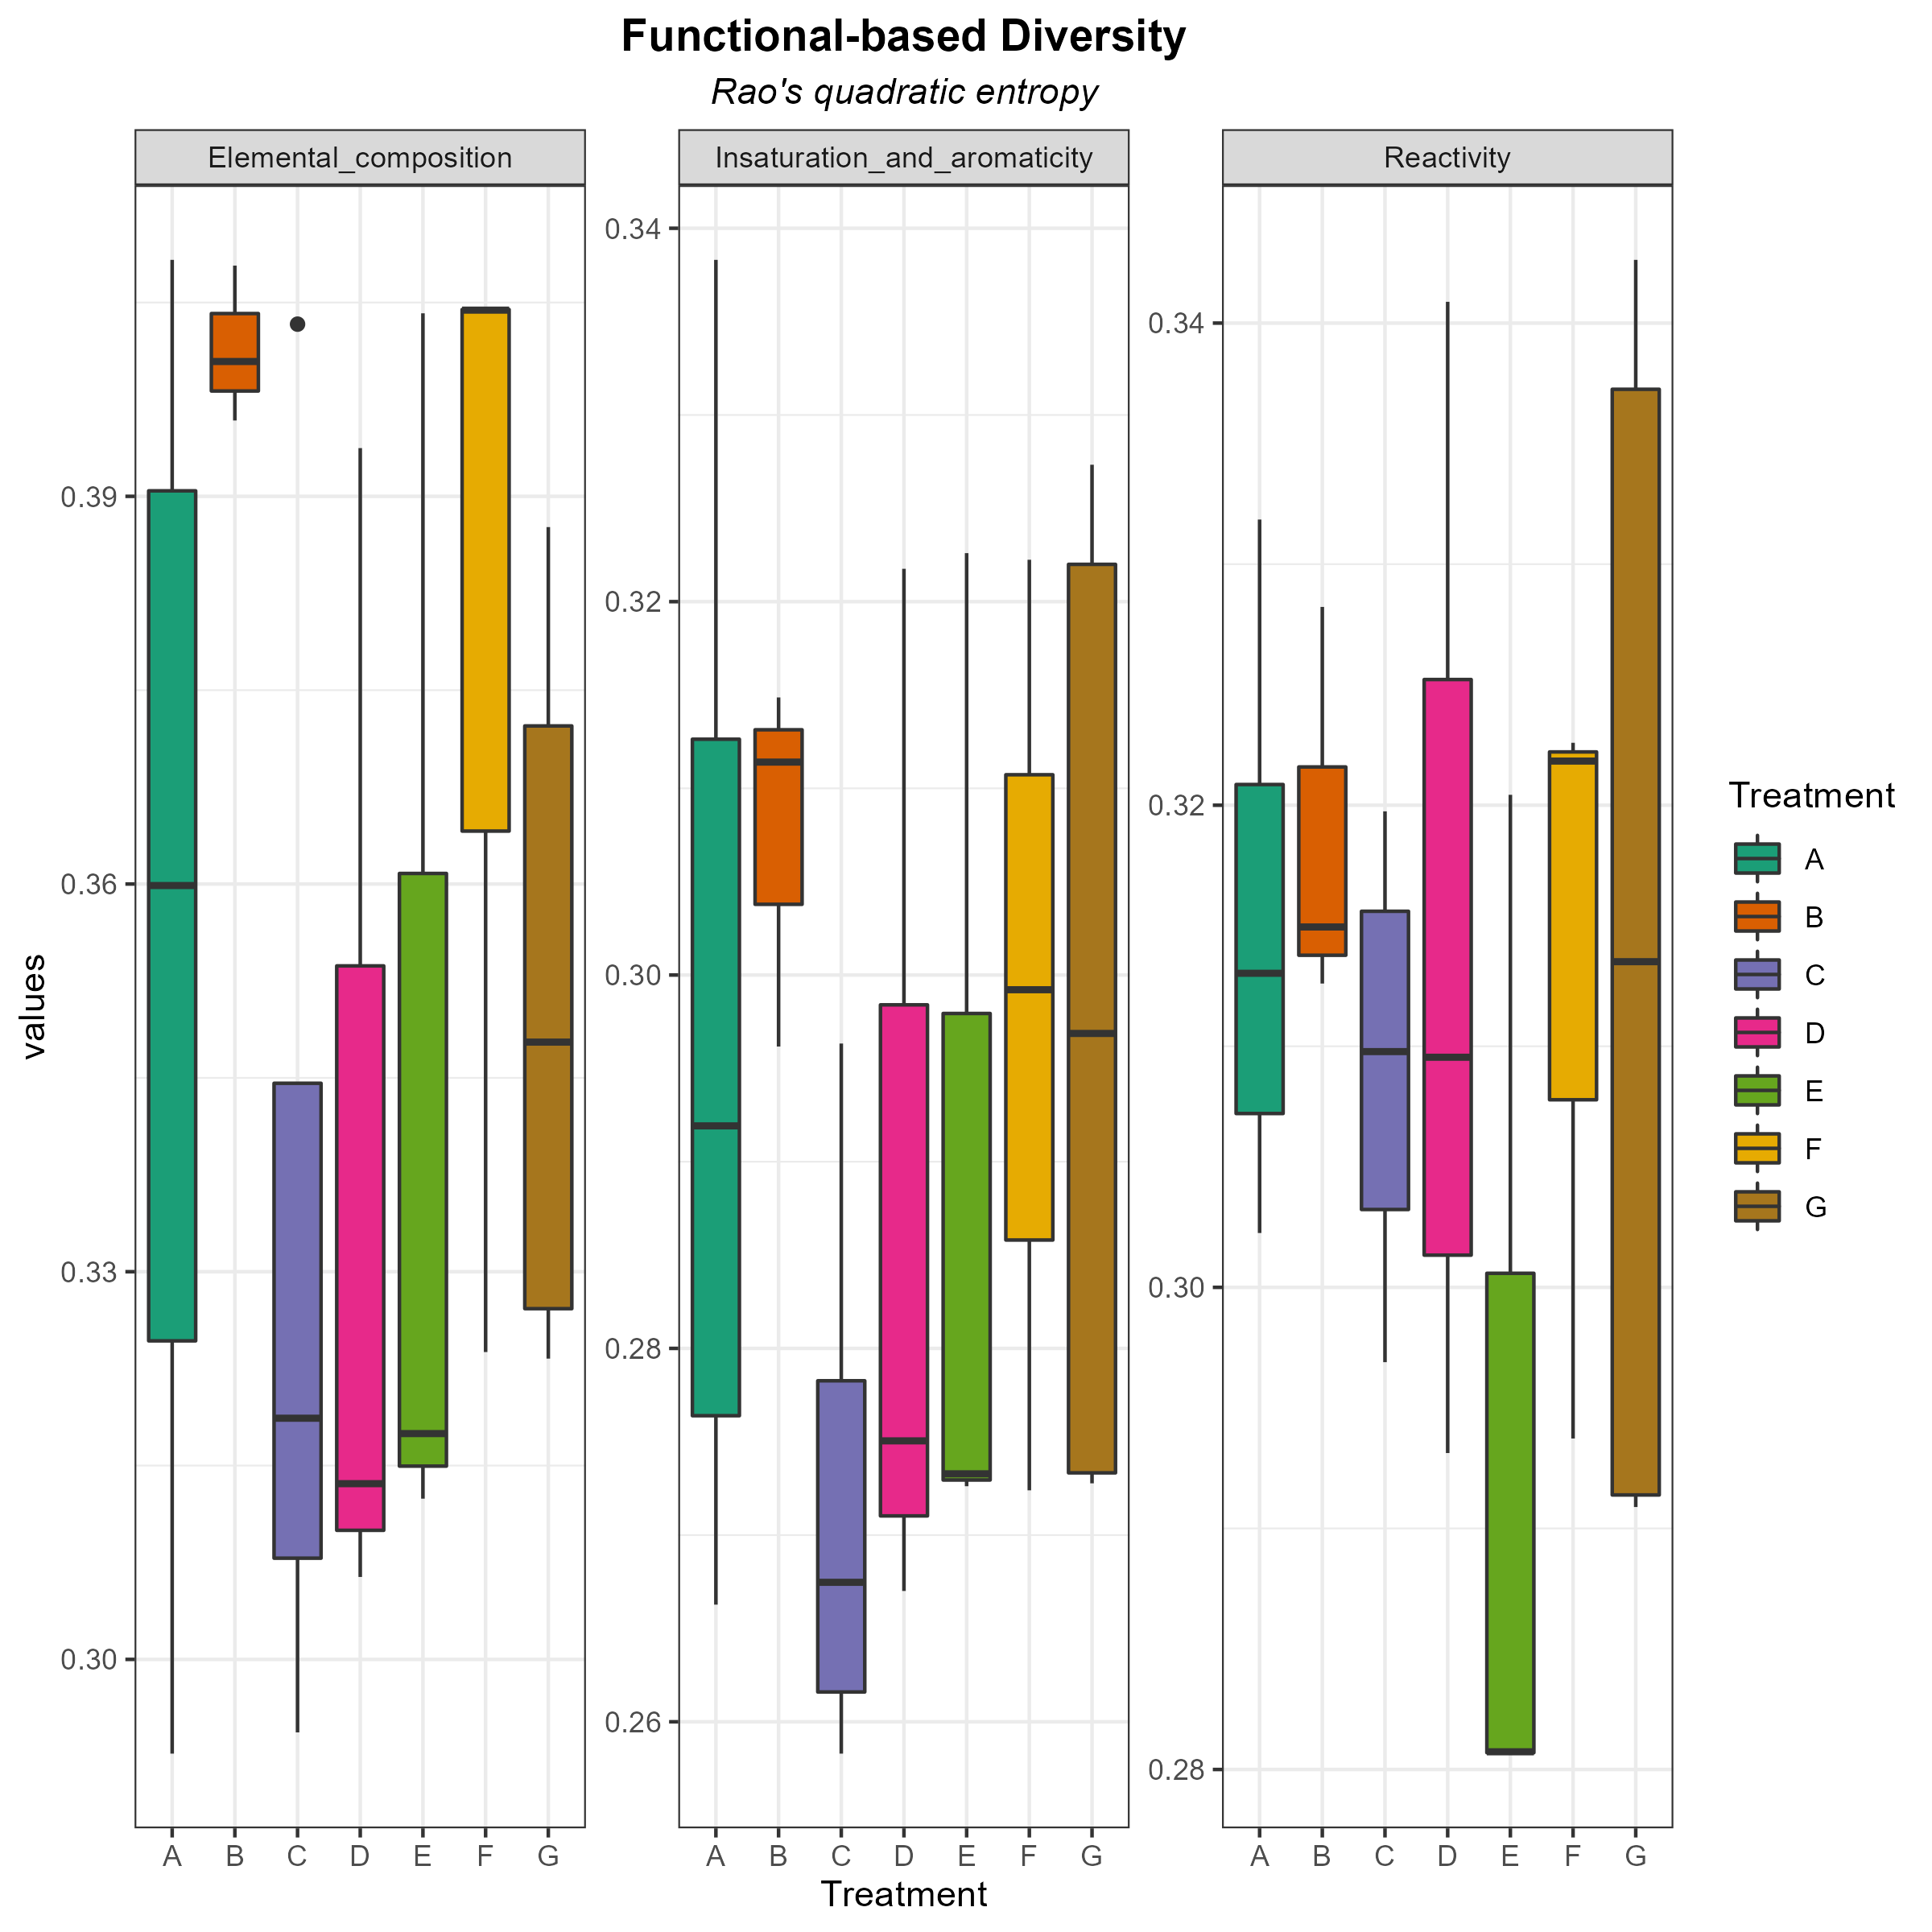 Functional-based Diversity
Rao's quadratic entropy
Elemental_composition
Insaturation_and_aromaticity
Reactivity
values
0.39
0.36
0.33
0.30
0.34
0.32
0.30
0.28
0.26
0.34
0.32
0.30
0.28
A B C D E F G
A B C D E F G
A B C D E F G
Treatment
Treatment
A
B
C
D
E
F
G